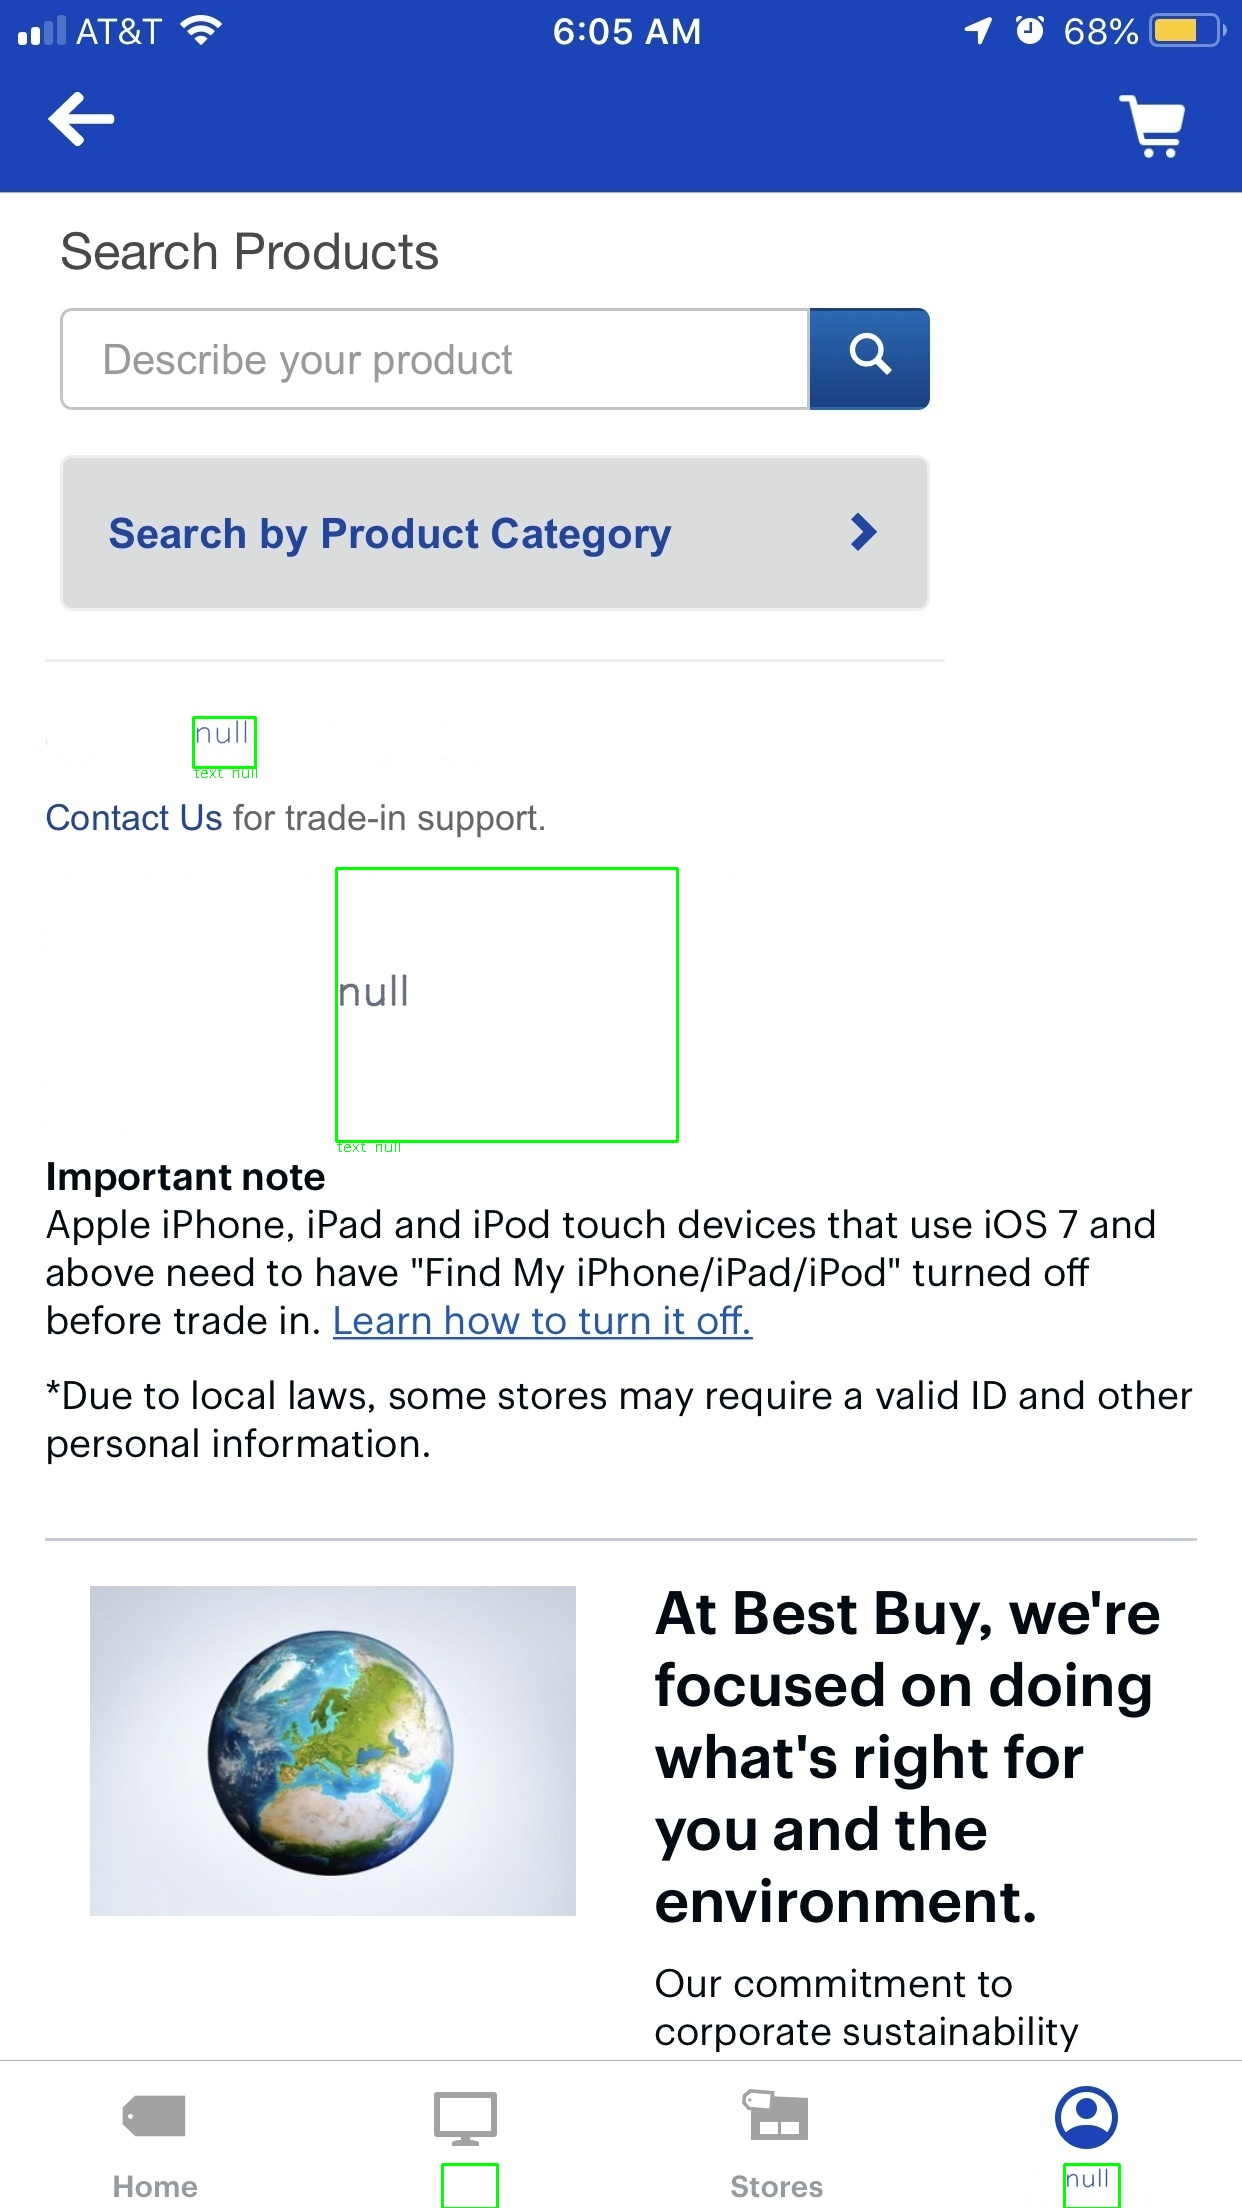 AT&T 6:05 AM 68%
Search Products
Describe your product
Search by Product Category
null
text null
Contact Us for trade-in support.
null
text null
Important note
Apple iPhone, iPad and iPod touch devices that use iOS 7 and
above need to have "Find My iPhone/iPad/iPod" turned off
before trade in. Learn how to turn it off.
*Due to local laws, some stores may require a valid ID and other
personal information.
At Best Buy, we're
focused on doing
what's right for
you and the
environment.
Our commitment to
corporate sustainability
Home Stores null